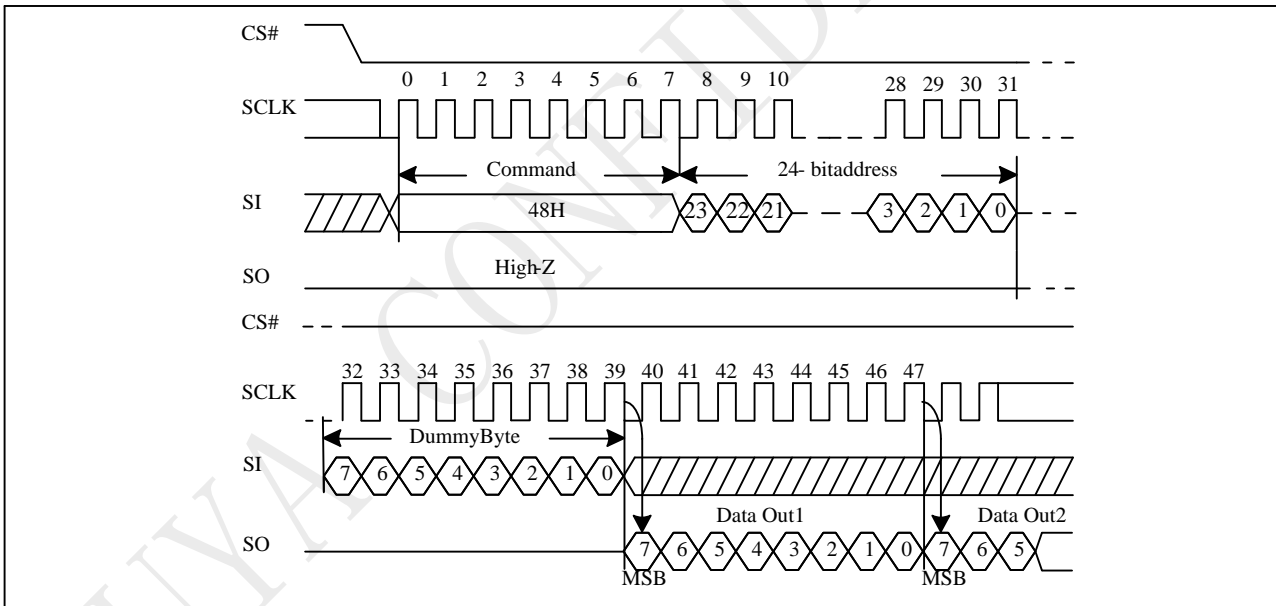 CS#
0 1 2 3 4 5 6 7 8 9 10 28 29 30 31
SCLK
Command 24- bitaddress
SI 48H 23 22 21 3 2 1 0
High-Z
SO
CS#
32 33 34 35 36 37 38 39 40 41 42 43 44 45 46 47
SCLK
DummyByte
SI 7 6 5 4 3 2 1 0
Data Out1 Data Out2
SO 7 6 5 4 3 2 1 0 7 6 5
MSB MSB
UYA CONFIDE